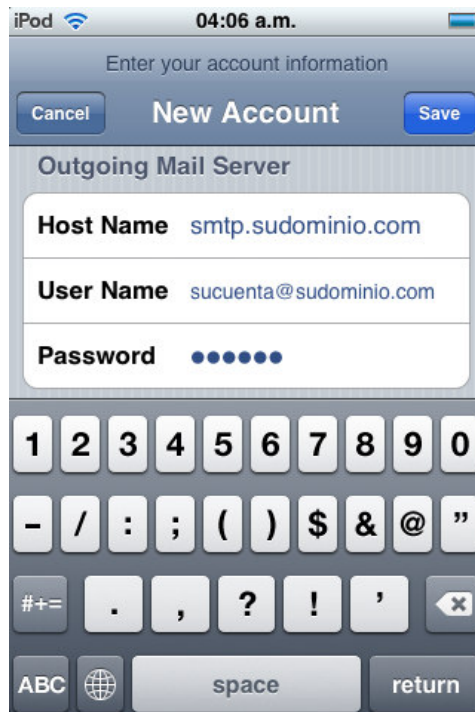 iPod 04:06 a.m.
Enter your account information
Cancel New Account Save
Outgoing Mail Server
Host Name smtp.sudominio.com
User Name sucuenta@sudominio.com
Password ●●●●●●
1 2 3 4 5 6 7 8 9 0
- / : ; ( ) $ & @ ”
#+= . , ? ! ’
ABC space return